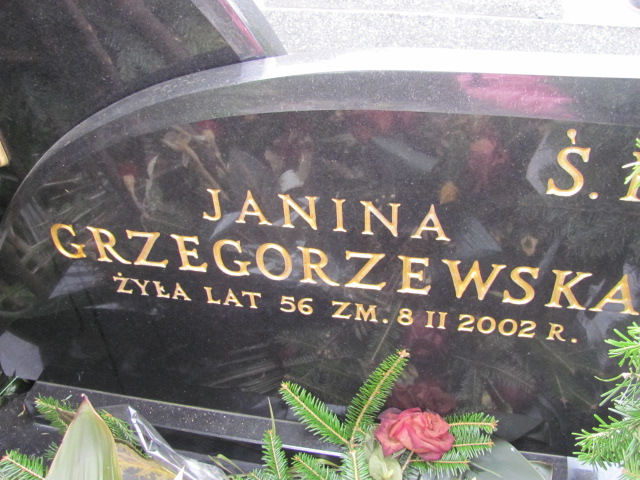 Ś.
JANINA
GRZEGORZEWSKA
ŻYŁA LAT 56 ZM. 8 II 2002 R.